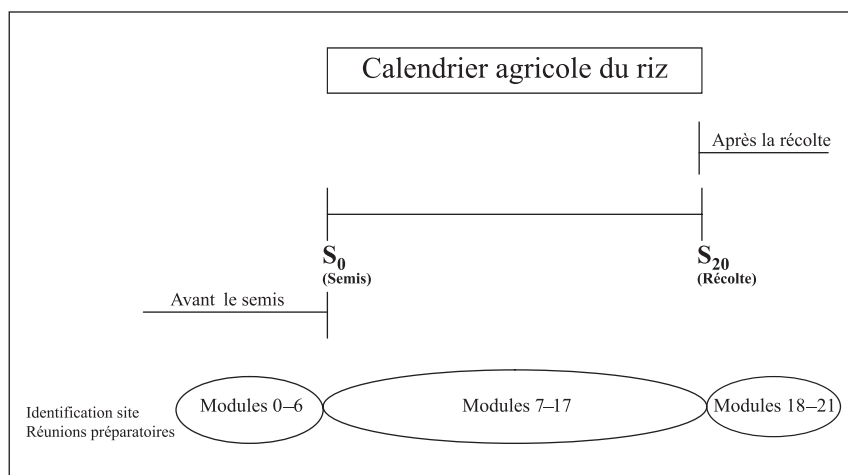 Calendrier agricole du riz
Après la récolte
S0
(Semis)
S20
(Récolte)
Avant le semis
Identification site
Réunions préparatoires
Modules 0–6
Modules 7–17
Modules 18–21